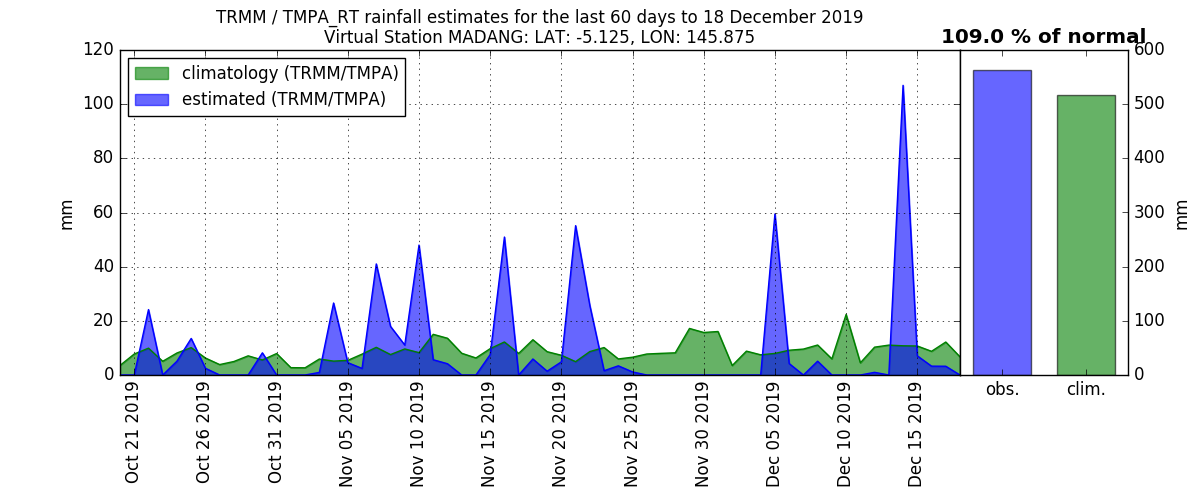 TRMM / TMPA_RT rainfall estimates for the last 60 days to 18 December 2019
Virtual Station MADANG: LAT: -5.125, LON: 145.875
109.0 % of normal
climatology (TRMM/TMPA)
estimated (TRMM/TMPA)
mm
120
100
80
60
40
20
0
Oct 21 2019
Oct 26 2019
Oct 31 2019
Nov 05 2019
Nov 10 2019
Nov 15 2019
Nov 20 2019
Nov 25 2019
Nov 30 2019
Dec 05 2019
Dec 10 2019
Dec 15 2019
obs.
clim.
600
500
400
300
200
100
0
mm